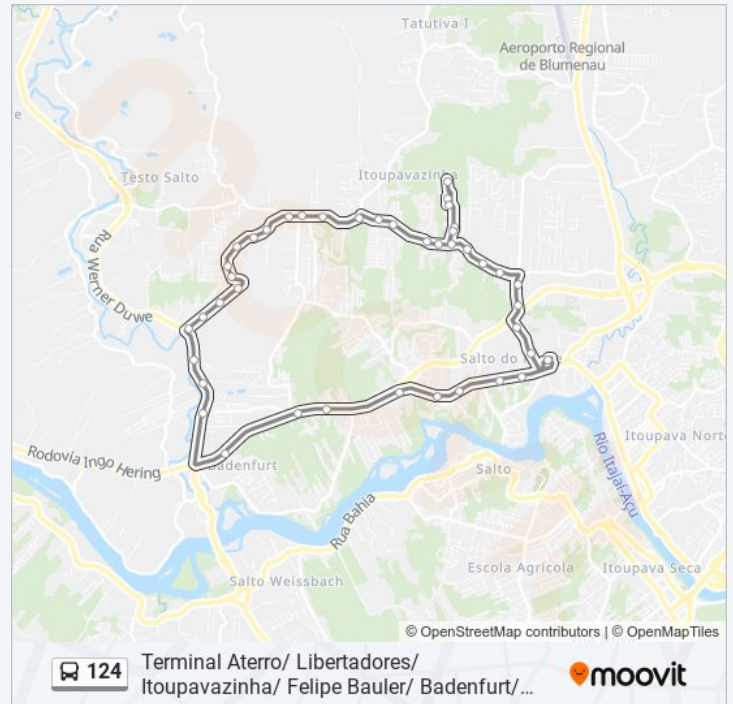 Tatutiva I
Aeroporto Regional
de Blumenau
e
Testo Salto
Itoupavazin
Rua Werner Duwe
Salto do
e
Itoupava Norte
Rodovia Ingo Hering
Badenfurt
Salto
Rio Itajaí-Açu
Rua Bahia
Escola Agrícola
Itoupava Seca
Salto Weissbach
© OpenStreetMap contributors | © OpenMapTiles
124
Terminal Aterro/ Libertadores/
Itoupavazinha/ Felipe Bauler/ Badenfurt/...
moovit